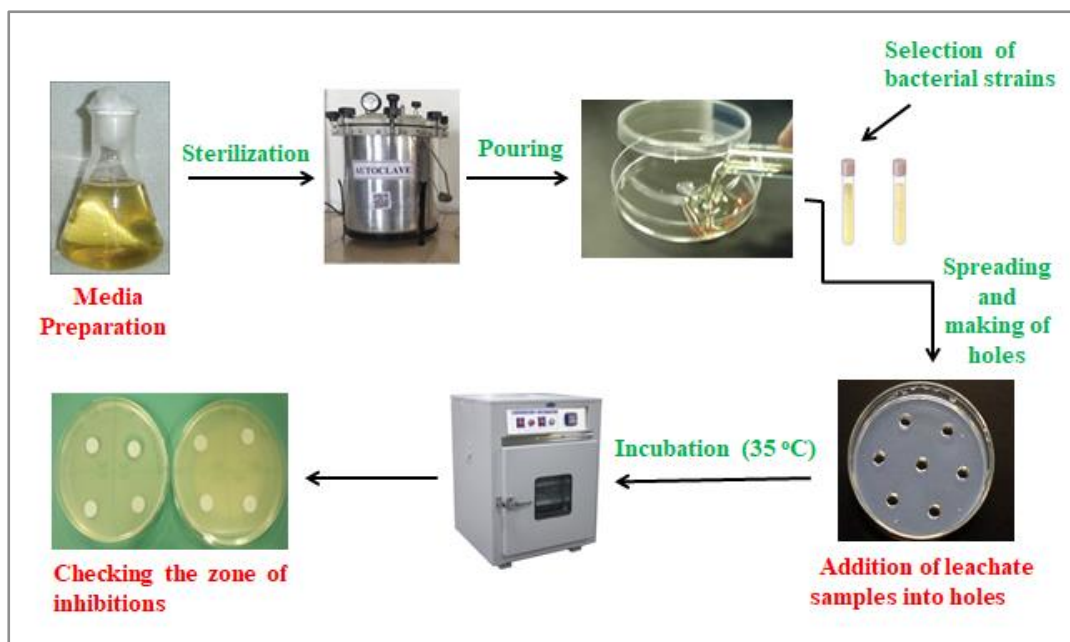 Selection of
bacterial strains
Sterilization
Pouring
AUTOCLAVE
Media
Preparation
Spreading
and
making of
holes
Incubation (35 °C)
Checking the zone of
inhibitions
Addition of leachate
samples into holes